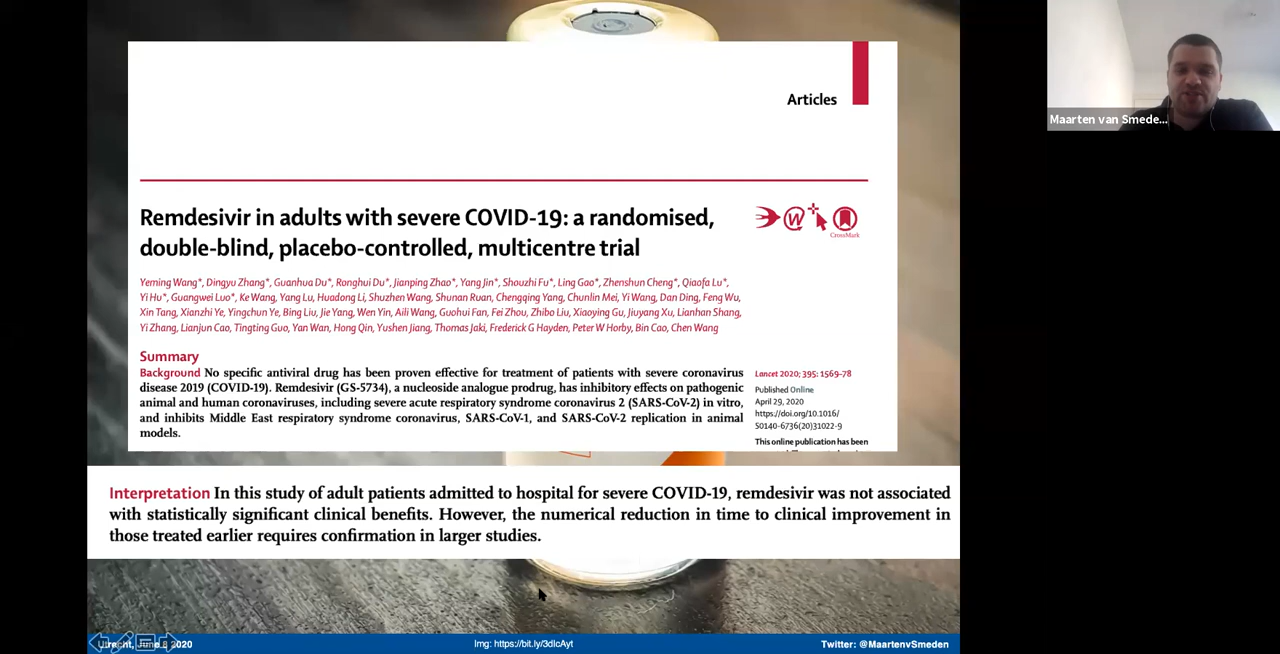 Articles
Remdesivir in adults with severe COVID-19: a randomised,
double-blind, placebo-controlled, multicentre trial
CrossMark
Yeming Wang*, Dingyu Zhang*, Guanhua Du*, Ronghui Du*, Jianping Zhao*, Yang Jin*, Shouzhi Fu*, Ling Gao*, Zhenshun Cheng*, Qiaofa Lu*,
Yi Hu*, Guangwei Luo*, Ke Wang, Yang Lu, Huadong Li, Shuzhen Wang, Shunan Ruan, Chengqing Yang, Chunlin Mei, Yi Wang, Dan Ding, Feng Wu,
Xin Tang, Xianzhi Ye, Yingchun Ye, Bing Liu, Jie Yang, Wen Yin, Aili Wang, Guohui Fan, Fei Zhou, Zhibo Liu, Xiaoying Gu, Jiuyang Xu, Lianhan Shang,
Yi Zhang, Lianjun Cao, Tingting Guo, Yan Wan, Hong Qin, Yushen Jiang, Thomas Jaki, Frederick G Hayden, Peter W Horby, Bin Cao, Chen Wang
Summary
Background No specific antiviral drug has been proven effective for treatment of patients with severe coronavirus
disease 2019 (COVID-19). Remdesivir (GS-5734), a nucleoside analogue prodrug, has inhibitory effects on pathogenic
animal and human coronaviruses, including severe acute respiratory syndrome coronavirus 2 (SARS-CoV-2) in vitro,
and inhibits Middle East respiratory syndrome coronavirus, SARS-CoV-1, and SARS-CoV-2 replication in animal
models.
Lancet 2020; 395: 1569–78
Published Online
April 29, 2020
https://doi.org/10.1016/
S0140-6736(20)31022-9
This online publication has been
Interpretation In this study of adult patients admitted to hospital for severe COVID-19, remdesivir was not associated
with statistically significant clinical benefits. However, the numerical reduction in time to clinical improvement in
those treated earlier requires confirmation in larger studies.
Utrecht, June 8 2020
Img: https://bit.ly/3dIcAyt
Twitter: @MaartenvSmeden
Maarten van Smede...